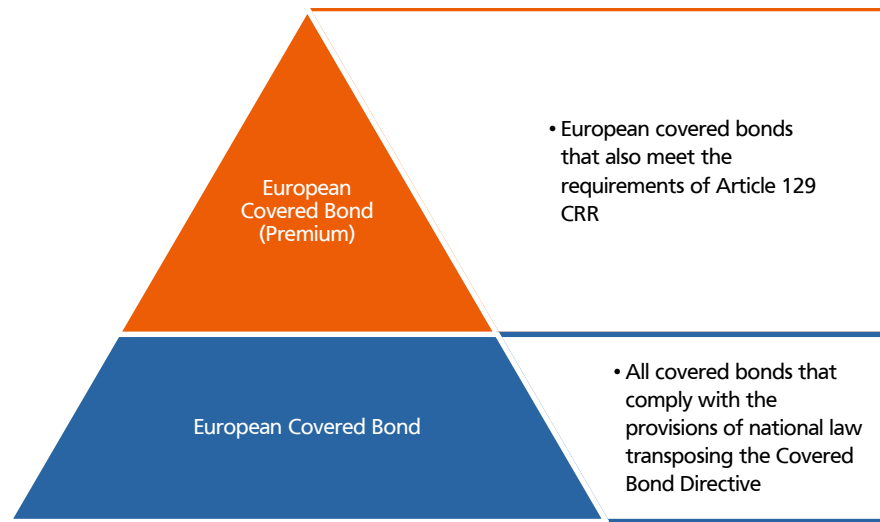 European
Covered Bond
(Premium)
• European covered bonds
that also meet the
requirements of Article 129
CRR
European Covered Bond
• All covered bonds that
comply with the
provisions of national law
transposing the Covered
Bond Directive